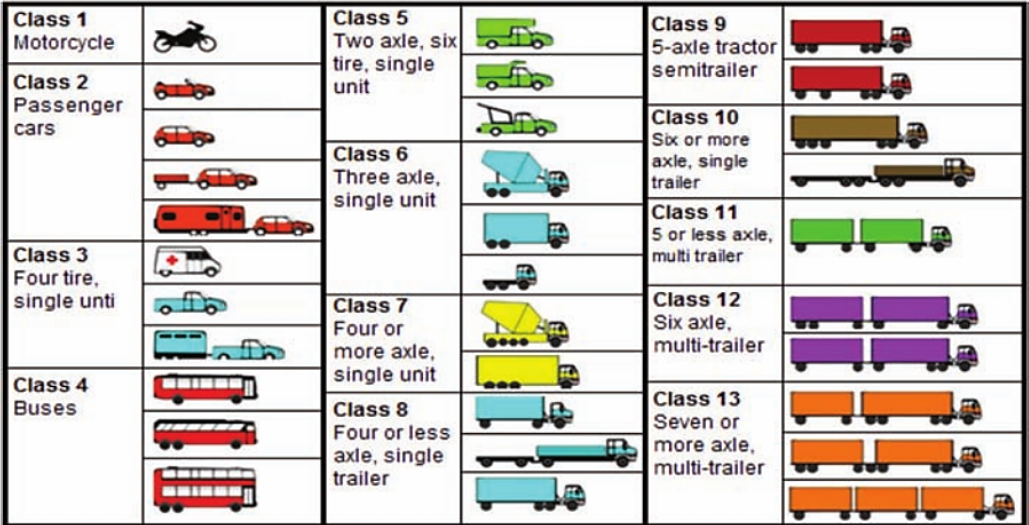 Class 1
Motorcycle
Class 2
Passenger
cars
Class 3
Four tire,
single unti
Class 4
Buses
Class 5
Two axle, six
tire, single
unit
Class 6
Three axle,
single unit
Class 7
Four or
more axle,
single unit
Class 8
Four or less
axle, single
trailer
Class 9
5-axle tractor
semitrailer
Class 10
Six or more
axle, single
trailer
Class 11
5 or less axle,
multi trailer
Class 12
Six axle,
multi-trailer
Class 13
Seven or
more axle,
multi-trailer